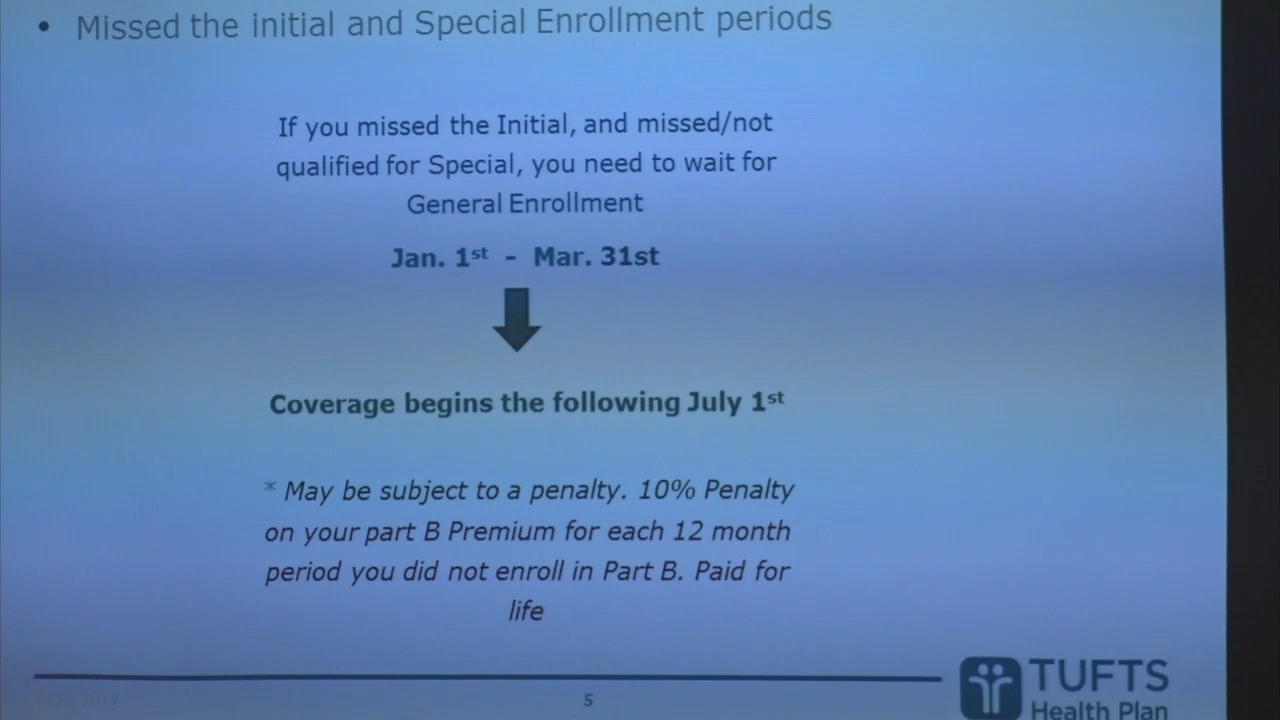 • Missed the initial and Special Enrollment periods
If you missed the Initial, and missed/not
qualified for Special, you need to wait for
General Enrollment
Jan. 1st - Mar. 31st
Coverage begins the following July 1st
* May be subject to a penalty. 10% Penalty
on your part B Premium for each 12 month
period you did not enroll in Part B. Paid for
life
5
TUFTS
Health Plan